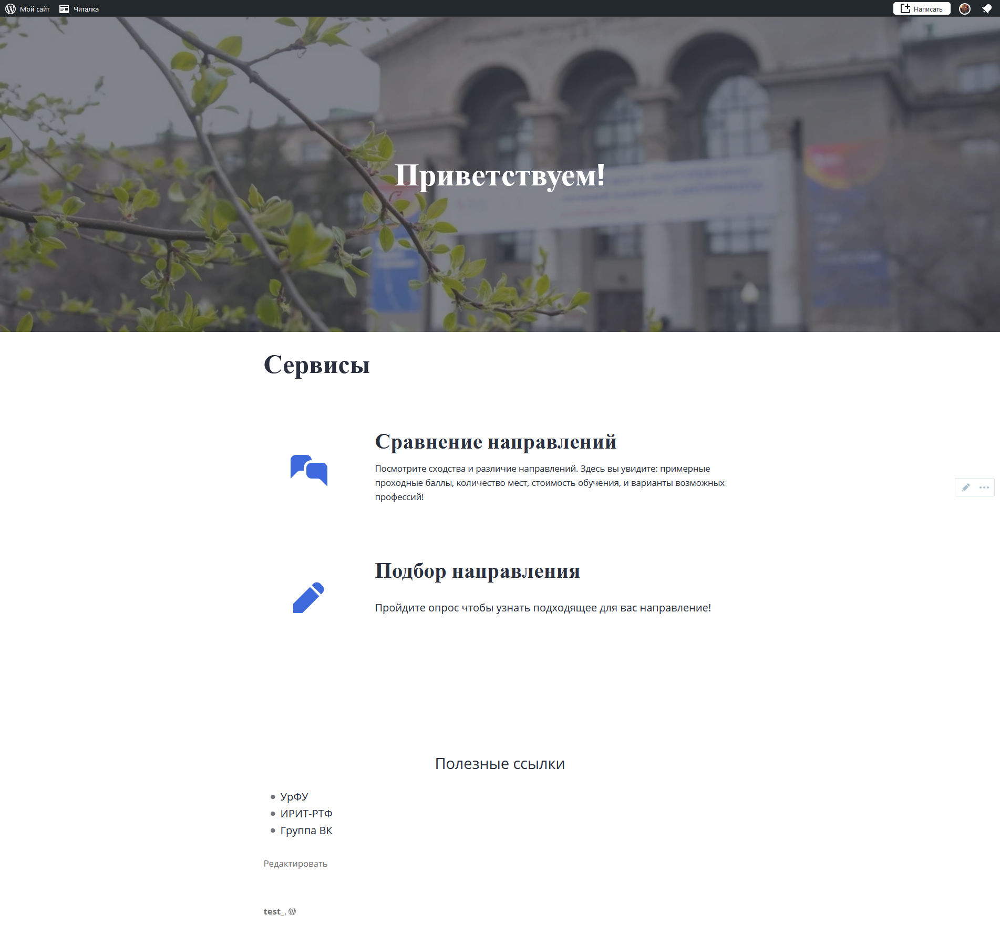 Мой сайт
Читалка
Написать
Приветствуем!
Сервисы
Сравнение направлений
Посмотрите сходства и различие направлений. Здесь вы увидите: примерные
проходные баллы, количество мест, стоимость обучения, и варианты возможных
профессий!
Подбор направления
Пройдите опрос чтобы узнать подходящее для вас направление!
Полезные ссылки
УрФУ
ИРИТ-РТФ
Группа ВК
Редактировать
test_,